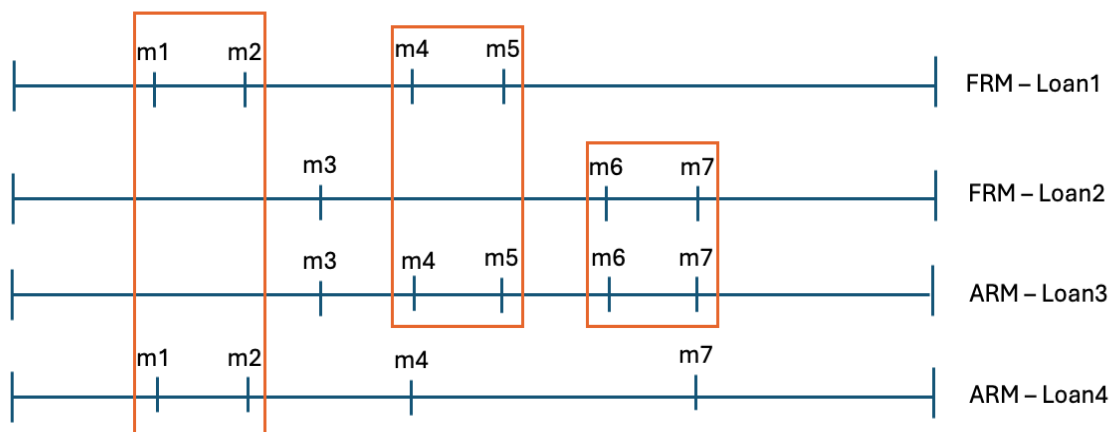 m1 m2 m4 m5
FRM – Loan1
m3 m6 m7
FRM – Loan2
m3 m4 m5 m6 m7
ARM – Loan3
m1 m2 m4 m7
ARM – Loan4